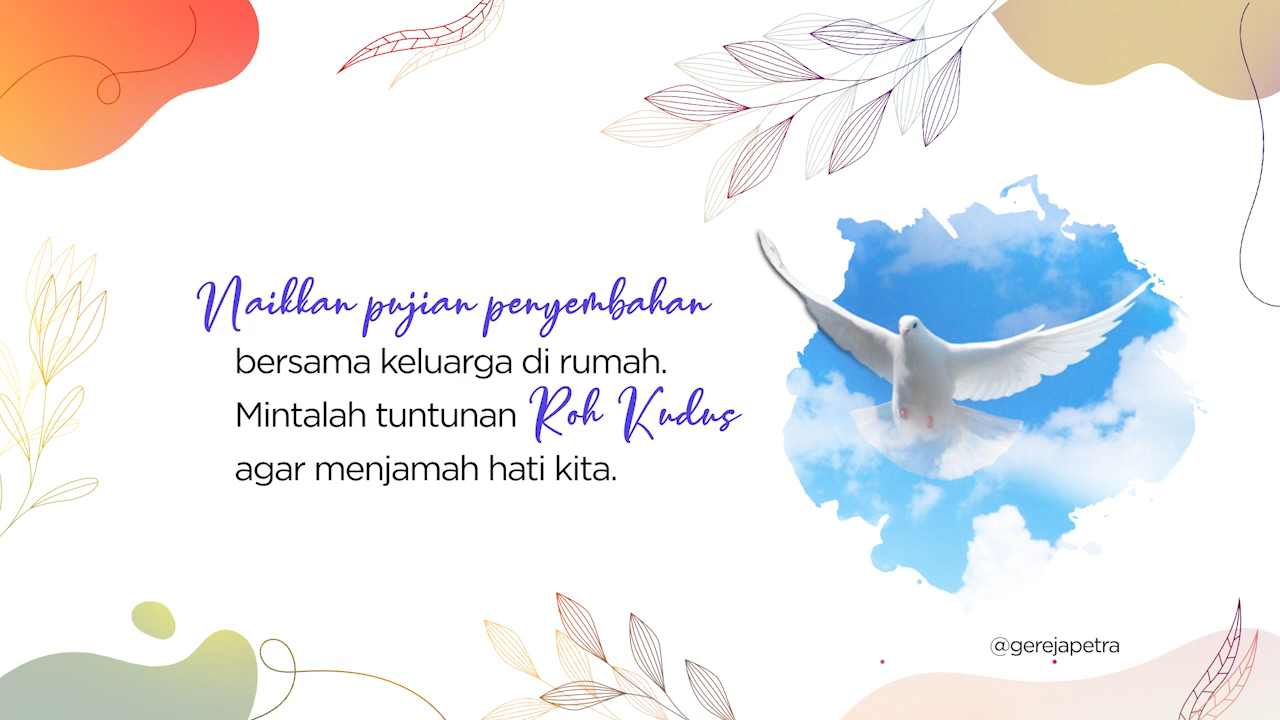 Naikkan pujian penyembahan
bersama keluarga di rumah.
Mintalah tuntunan Roh Kudus
agar menjamah hati kita.
@gerejapetra